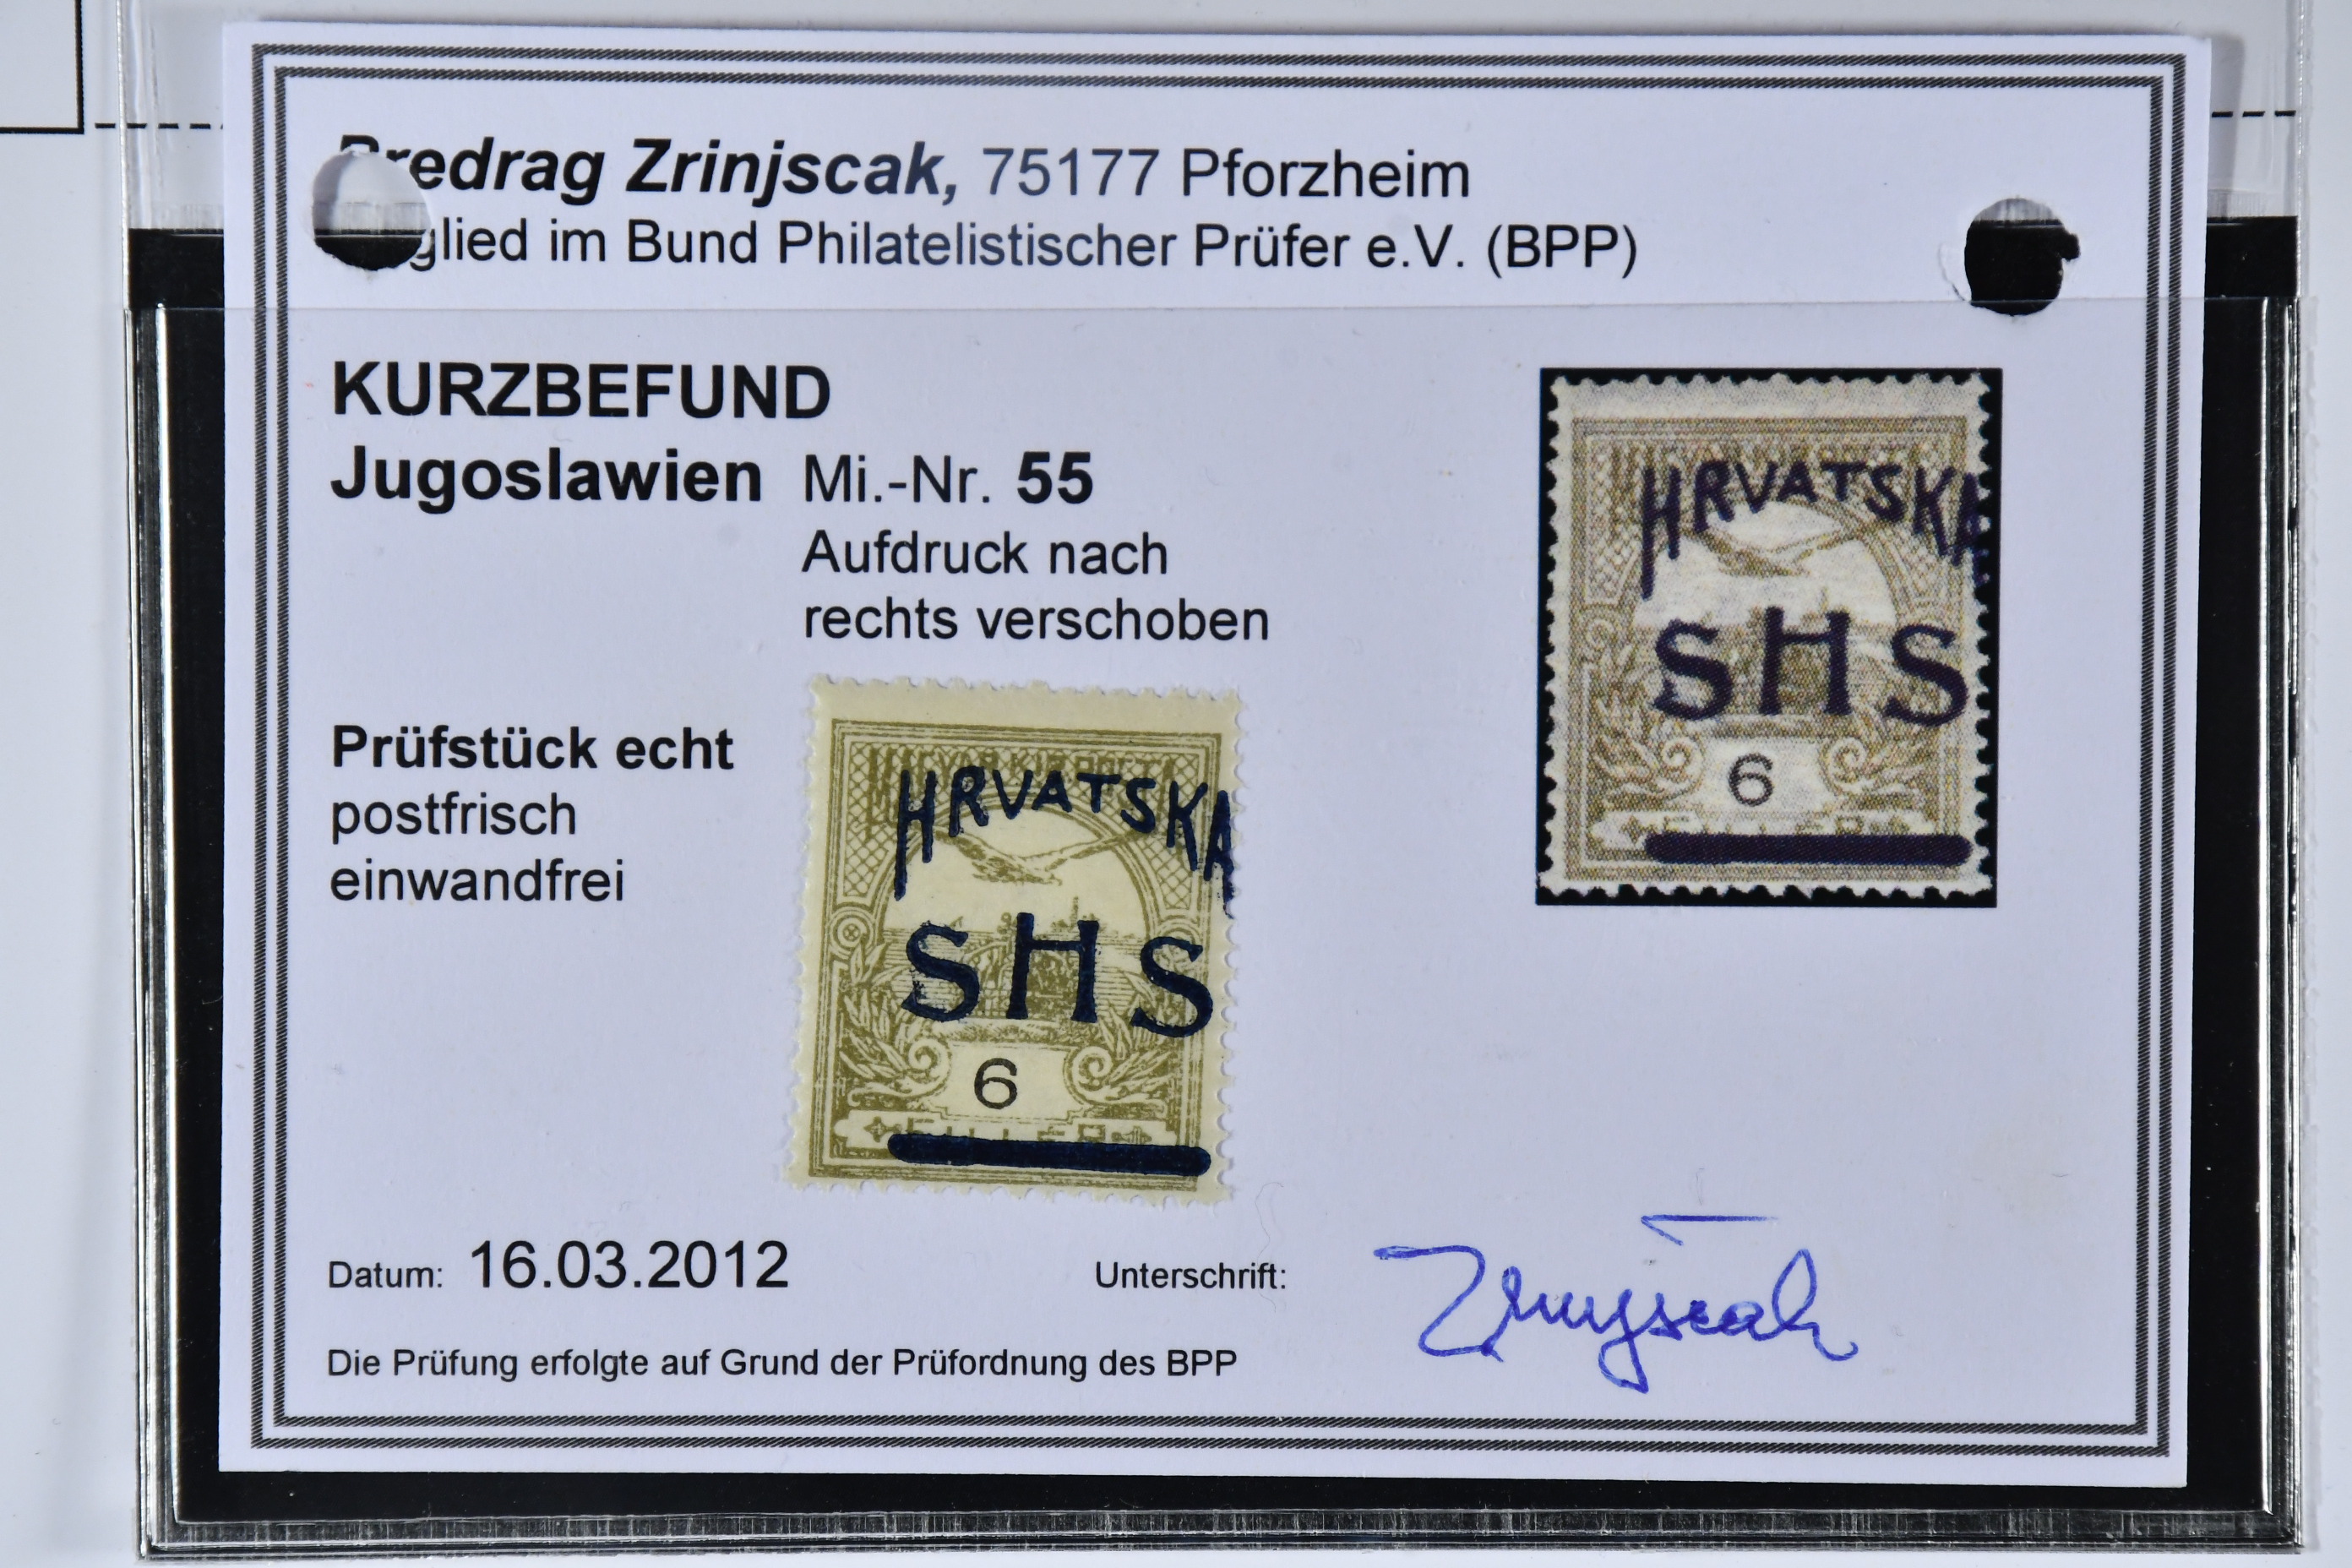 Predrag Zrinjscak, 75177 Pforzheim
glied im Bund Philatelistischer Prüfer e.V. (BPP)
KURZBEFUND
Jugoslawien Mi.-Nr. 55
Aufdruck nach
rechts verschoben
HRVATSKA
SHS
6
Prüfstück echt
postfrisch
einwandfrei
HRVATSKA
SHS
6
Datum: 16.03.2012
Unterschrift: Zrinjscak
Die Prüfung erfolgte auf Grund der Prüfordnung des BPP